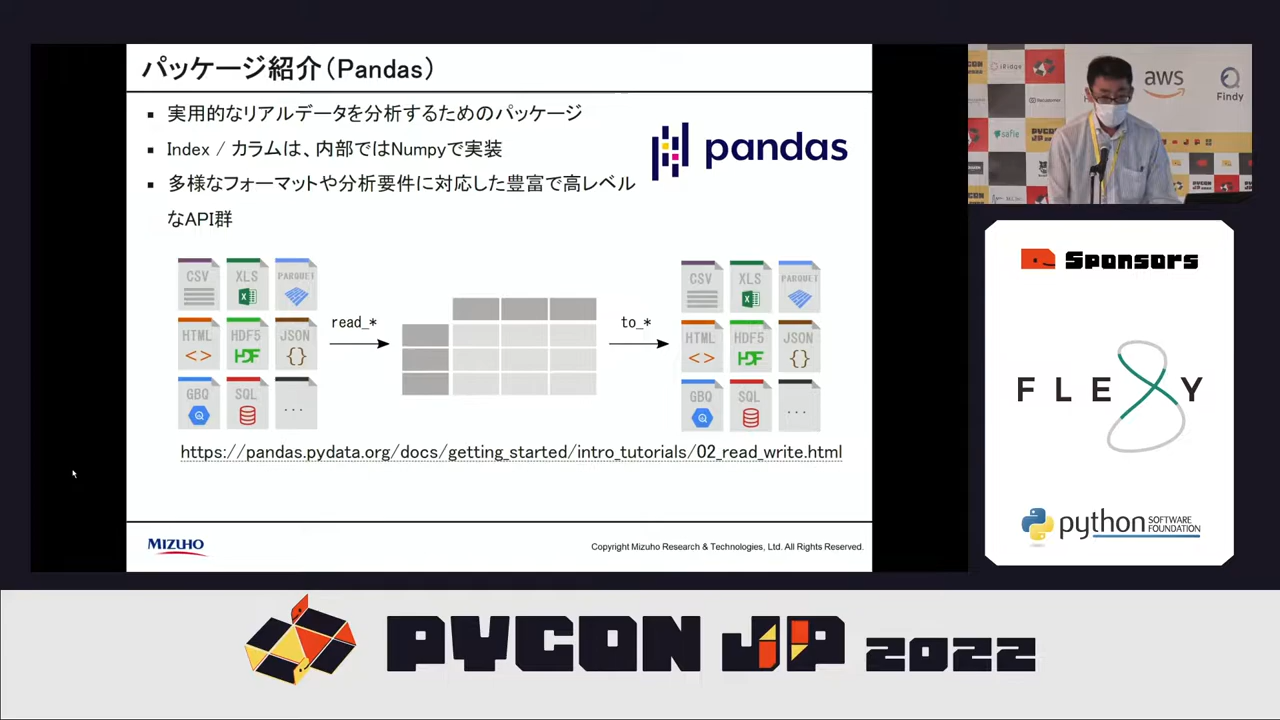 パッケージ紹介（Pandas）
▪ 実用的なリアルデータを分析するためのパッケージ
▪ Index / カラムは、内部ではNumpyで実装
▪ 多様なフォーマットや分析要件に対応した豊富で高レベル
なAPI群
pandas
CSV XLS PARQUET
HTML HDF5 JSON
<> HDF {}
GBQ SQL ...
read_*
to_*
CSV XLS PARQUET
HTML HDF5 JSON
<> HDF {}
GBQ SQL ...
https://pandas.pydata.org/docs/getting_started/intro_tutorials/02_read_write.html
MIZUHO
Copyright Mizuho Research & Technologies, Ltd. All Rights Reserved.
iRidge
aws
Findy
safie
PYCON JP
Sponsors
FLEXY
python SOFTWARE
FOUNDATION
PYCON JP 2022